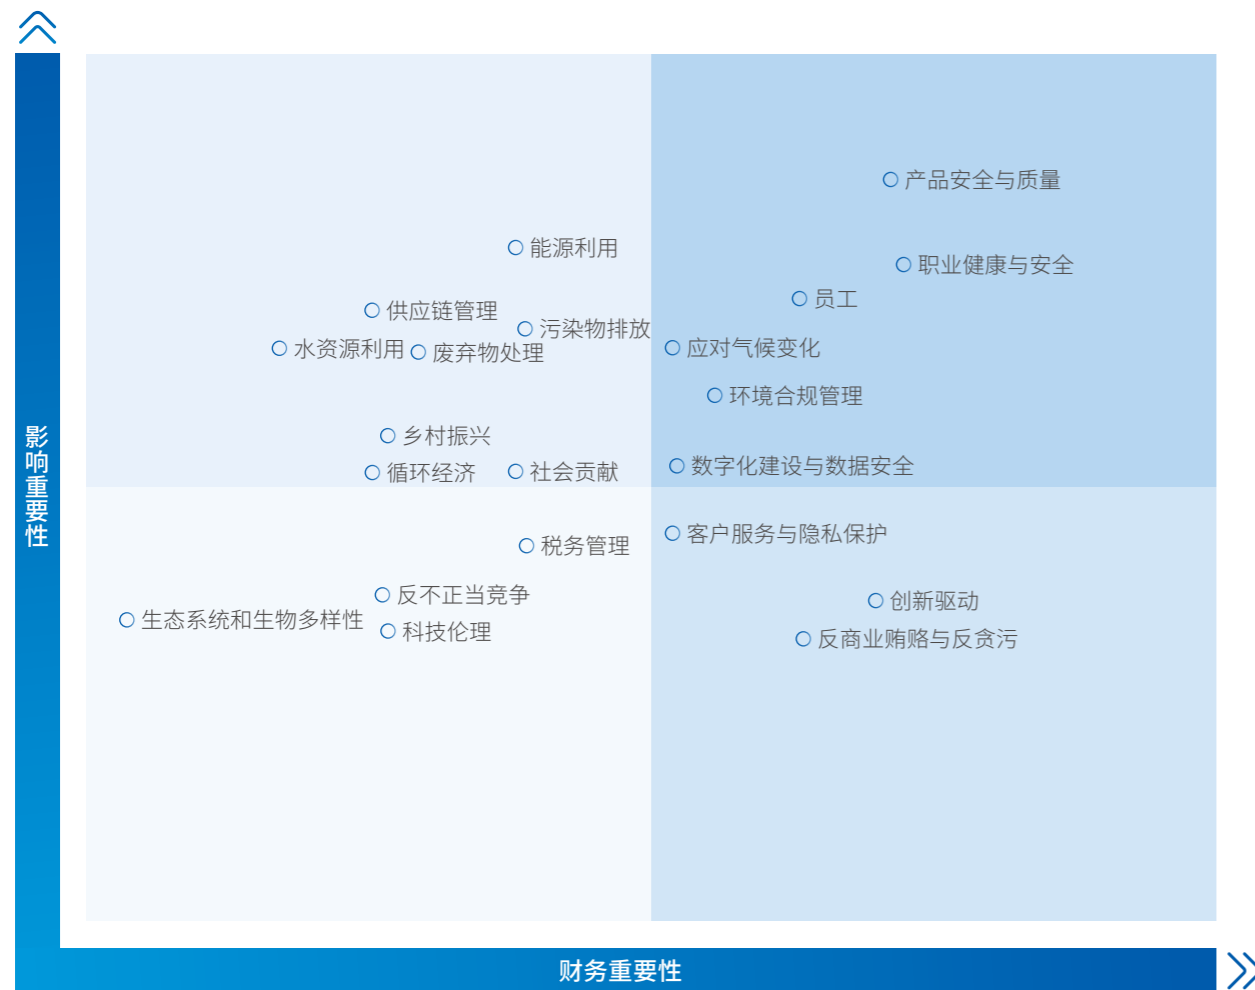 产品安全与质量
能源利用
职业健康与安全
员工
供应链管理
污染物排放
水资源利用
废弃物处理
应对气候变化
环境合规管理
乡村振兴
循环经济
社会贡献
数字化建设与数据安全
影响重要性
税务管理
客户服务与隐私保护
反不正当竞争
生态系统和生物多样性
科技伦理
创新驱动
反商业贿赂与反贪污
财务重要性